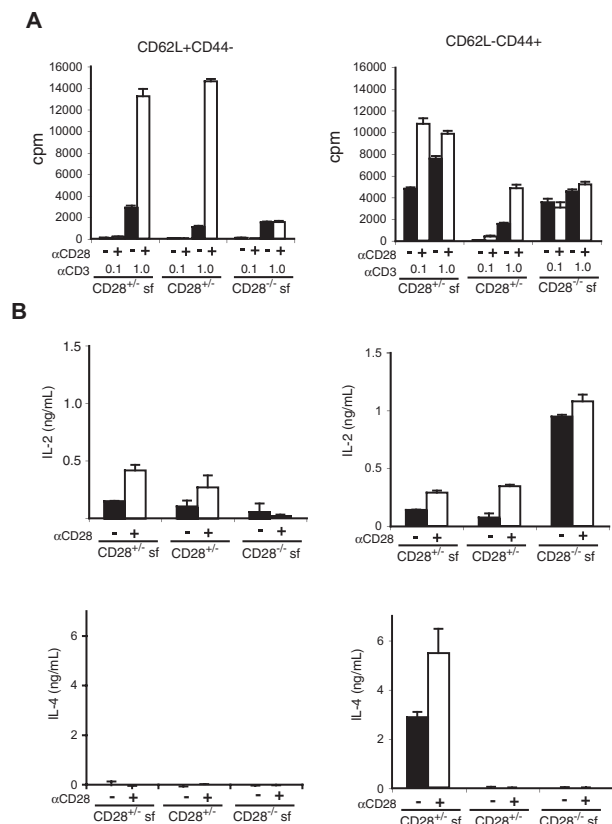 A
CD62L+CD44-
CD62L-CD44+
16000
14000
12000
10000
8000
6000
4000
2000
0
cpm
αCD28 - + - + - + - + - + - +
αCD3 0.1 1.0 0.1 1.0 0.1 1.0
CD28+/- sf CD28+/- CD28-/- sf
16000
14000
12000
10000
8000
6000
4000
2000
0
cpm
αCD28 - + - + - + - + - + - +
αCD3 0.1 1.0 0.1 1.0 0.1 1.0
CD28+/- sf CD28+/- CD28-/- sf
B
1.5
1.0
0.5
0
IL-2 (ng/mL)
αCD28 - + - + - +
CD28+/- sf CD28+/- CD28-/- sf
1.5
1
0.5
0
IL-2 (ng/mL)
αCD28 - + - + - +
CD28+/- sf CD28+/- CD28-/- sf
6
4
2
0
IL-4 (ng/mL)
αCD28 - + - + - +
CD28+/- sf CD28+/- CD28-/- sf
6
4
2
0
IL-4 (ng/mL)
αCD28 - + - + - +
CD28+/- sf CD28+/- CD28-/- sf